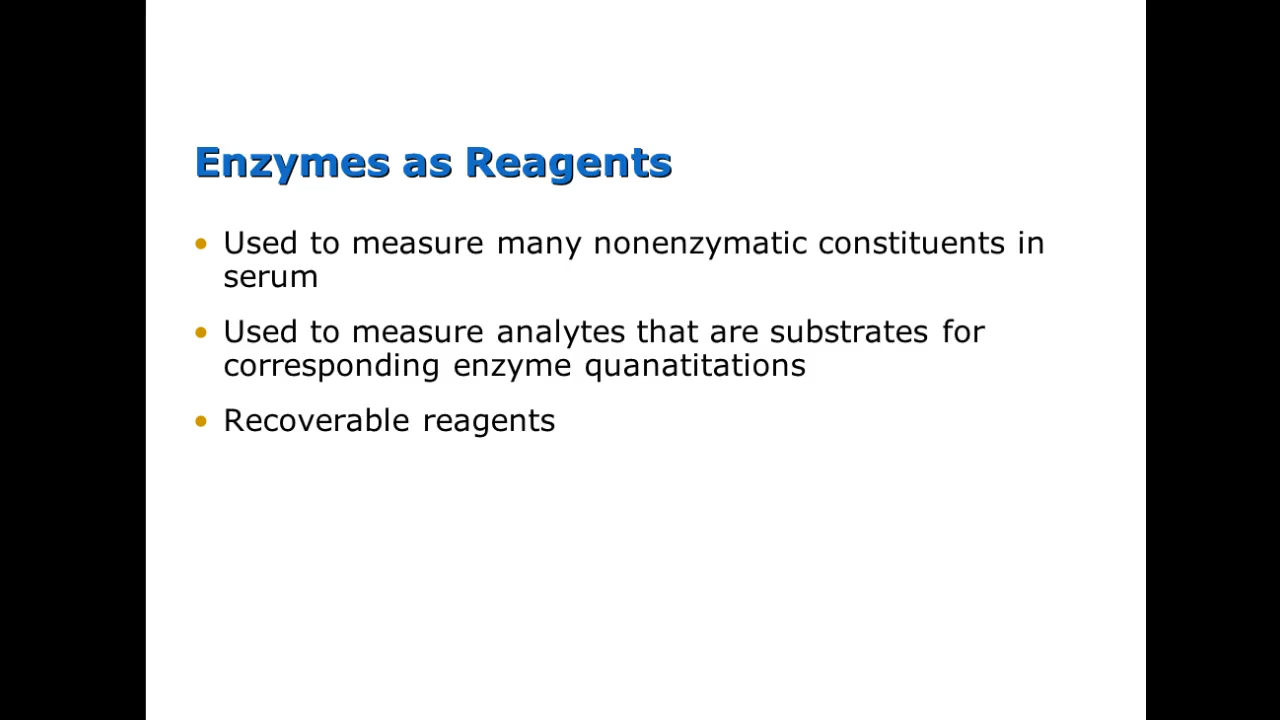 Enzymes as Reagents
• Used to measure many nonenzymatic constituents in
serum
• Used to measure analytes that are substrates for
corresponding enzyme quanatitations
• Recoverable reagents